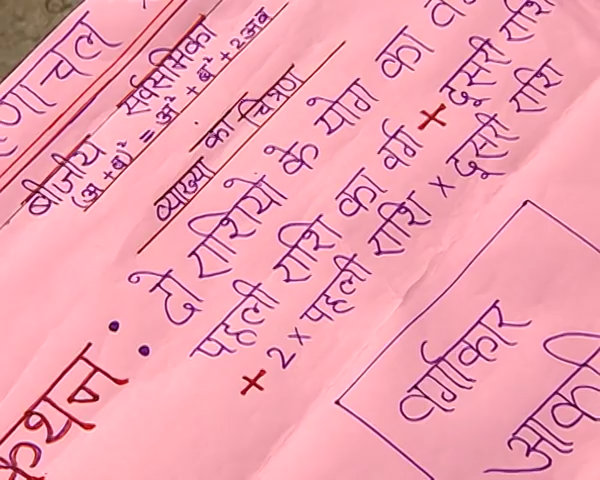 णाचल
बीजीय सर्वसमिका
(अ + ब)² = अ² + ब² + 2अब
व्याख्या का चित्रण
कथन : दो राशियों के योग का
पहली राशि का वर्ग + दूसरी राशि
+ 2 × पहली राशि × दूसरी राशि
वर्गाकार